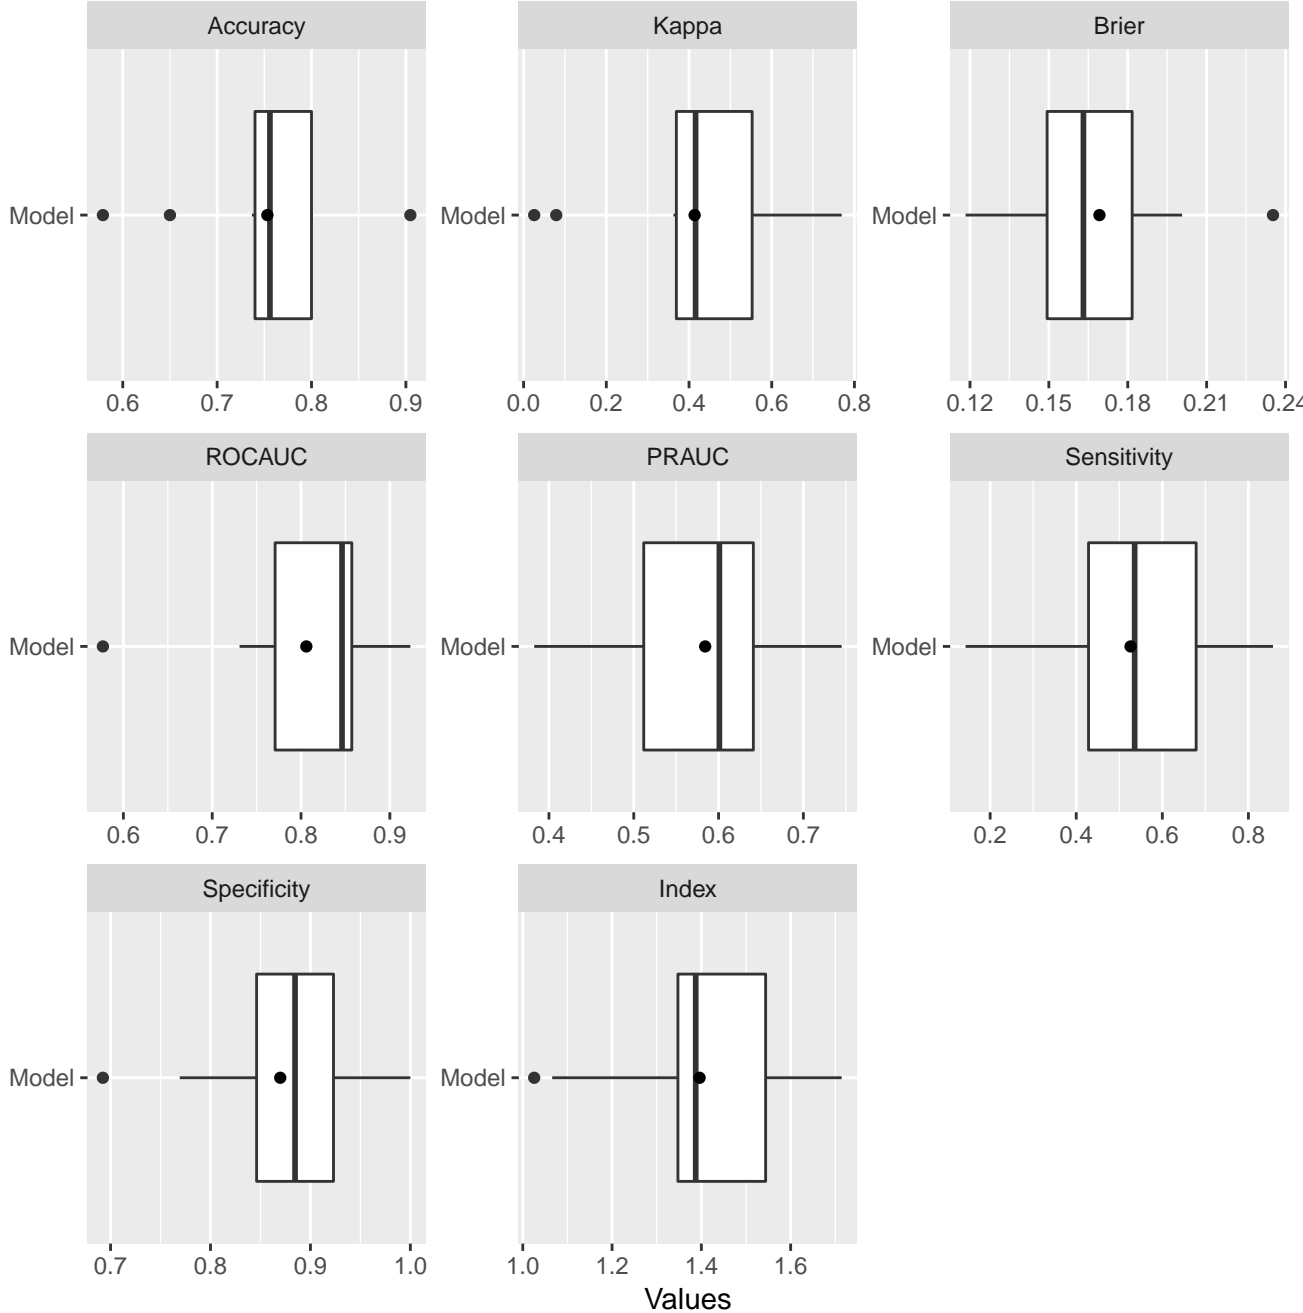 Accuracy
Kappa
Brier
Model
Model
Model
0.6 0.7 0.8 0.9
0.0 0.2 0.4 0.6 0.8
0.12 0.15 0.18 0.21 0.24
ROCAUC
PRAUC
Sensitivity
Model
Model
Model
0.6 0.7 0.8 0.9
0.4 0.5 0.6 0.7
0.2 0.4 0.6 0.8
Specificity
Index
Model
Model
0.7 0.8 0.9 1.0
1.0 1.2 1.4 1.6
Values